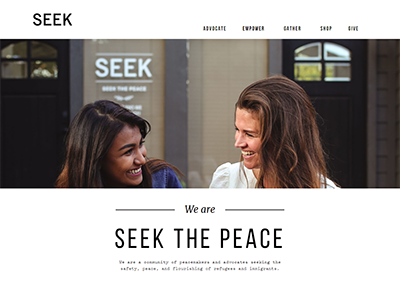 SEEK
ADVOCATE EMPOWER GATHER SHOP GIVE
SEEK
SEEK THE PEACE
We are
SEEK THE PEACE
We are a community of peacemakers and advocates seeking the
safety, peace, and flourishing of refugees and immigrants.